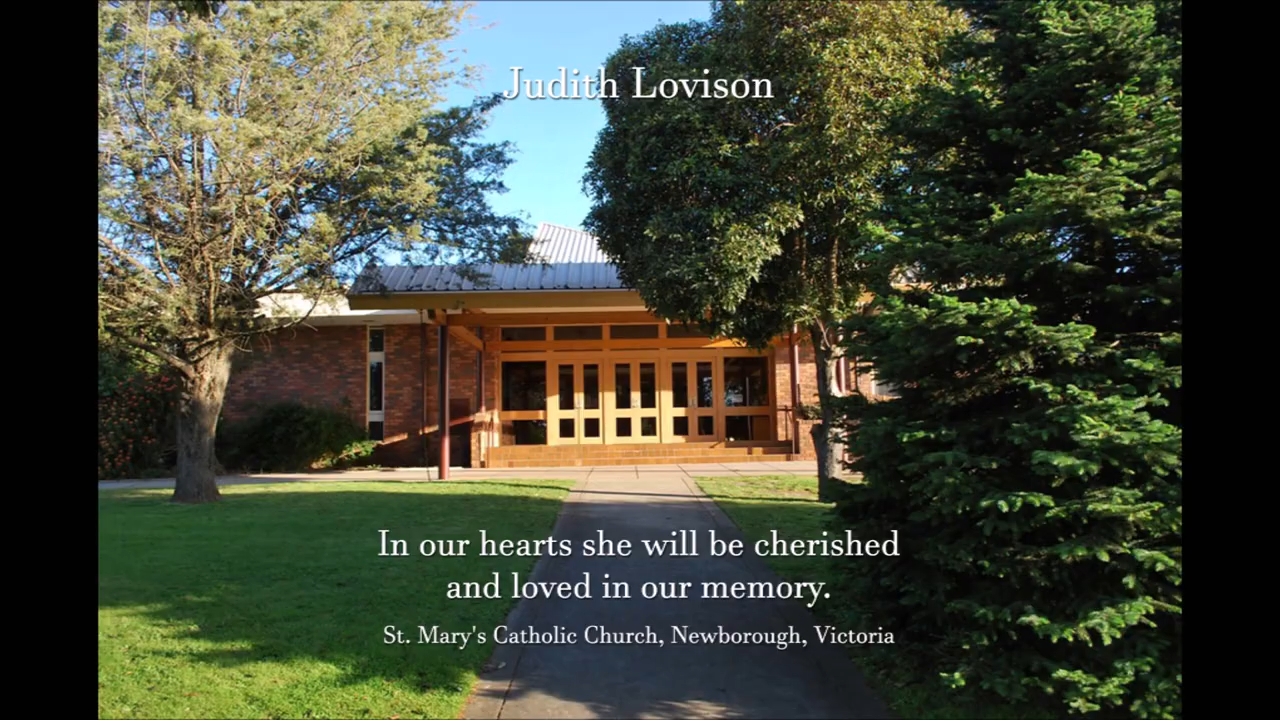 Judith Lovison
In our hearts she will be cherished
and loved in our memory.
St. Mary's Catholic Church, Newborough, Victoria